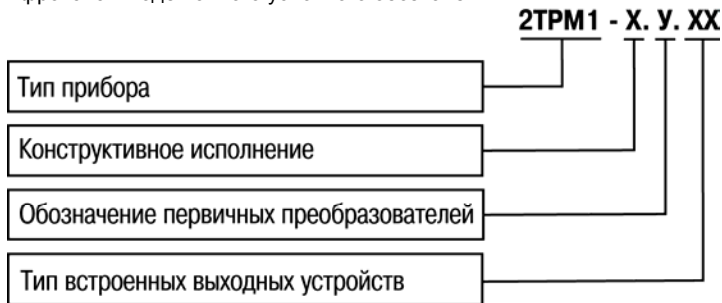 2ТРМ1 - Х. У. ХХ
Тип прибора
Конструктивное исполнение
Обозначение первичных преобразователей
Тип встроенных выходных устройств